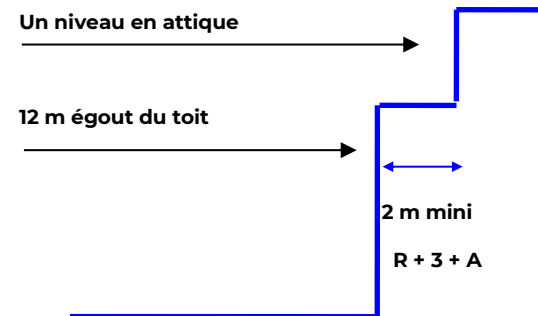 Un niveau en attique
12 m égout du toit
2 m mini
R + 3 + A